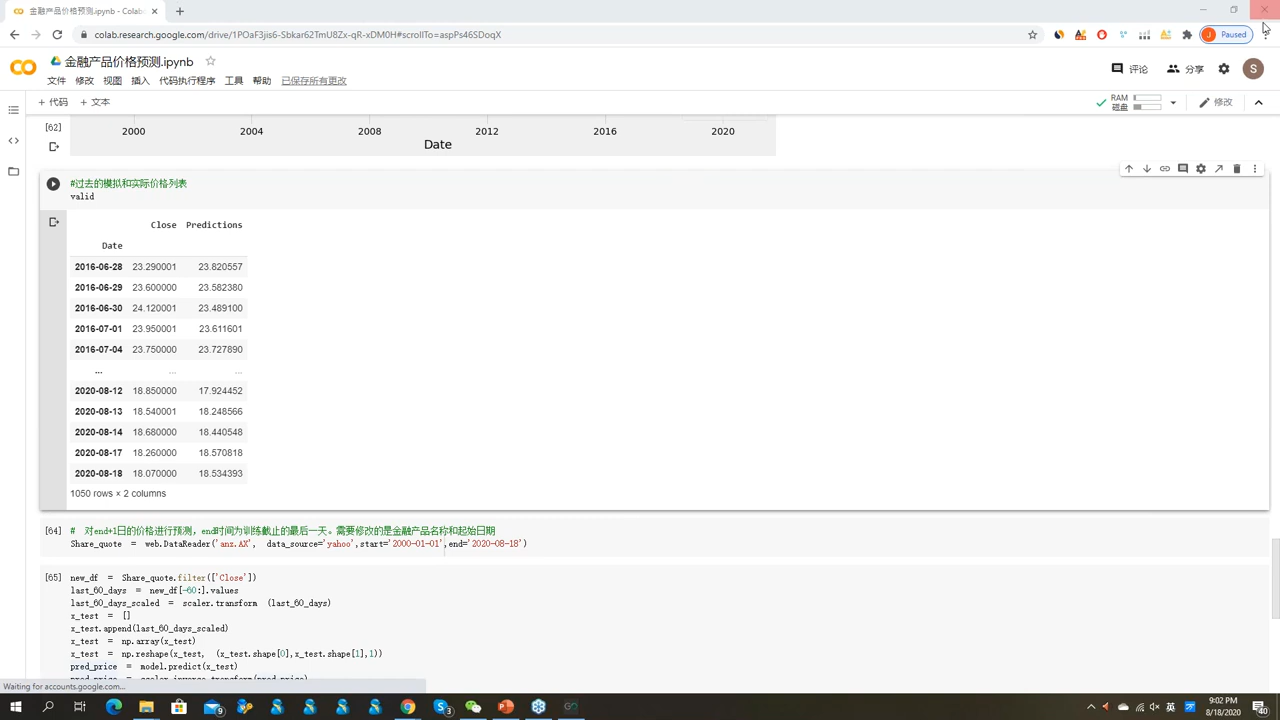 金融产品价格预测.ipynb - Colab
colab.research.google.com/drive/1POaF3jis6-Sbkar62TmU8Zx-qR-xDM0H#scrollTo=aspPs46SDoqX
J Paused
金融产品价格预测.ipynb
文件 修改 视图 插入 代码执行程序 工具 帮助 已保存所有修改
评论 分享 S
+ 代码 + 文本
RAM
磁盘
修改
[62]
2000 2004 2008 2012 2016 2020
Date
#过去的模拟和实际价格列表
valid
Close Predictions
Date
2016-06-28 23.290001 23.820557
2016-06-29 23.600000 23.582380
2016-06-30 24.120001 23.489100
2016-07-01 23.950001 23.611601
2016-07-04 23.750000 23.727890
... ... ...
2020-08-12 18.850000 17.924452
2020-08-13 18.540001 18.248566
2020-08-14 18.680000 18.440548
2020-08-17 18.260000 18.570818
2020-08-18 18.070000 18.534393
1050 rows × 2 columns
[64] # 对end+1日的价格进行预测，end时间为训练截止的最后一天。需要修改的是金融产品名称和起始日期
Share_quote = web.DataReader('anz.AX', data_source='yahoo',start='2000-01-01',end='2020-08-18')
[65] new_df = Share_quote.filter(['Close'])
last_60_days = new_df[-60:].values
last_60_days_scaled = scaler.transform (last_60_days)
x_test = []
x_test.append(last_60_days_scaled)
x_test = np.array(x_test)
x_test = np.reshape(x_test, (x_test.shape[0],x_test.shape[1],1))
pred_price = model.predict(x_test)
pred_price = scaler.inverse_transform(pred_price)
Waiting for accounts.google.com...
9
3
英
9:02 PM
8/18/2020
40